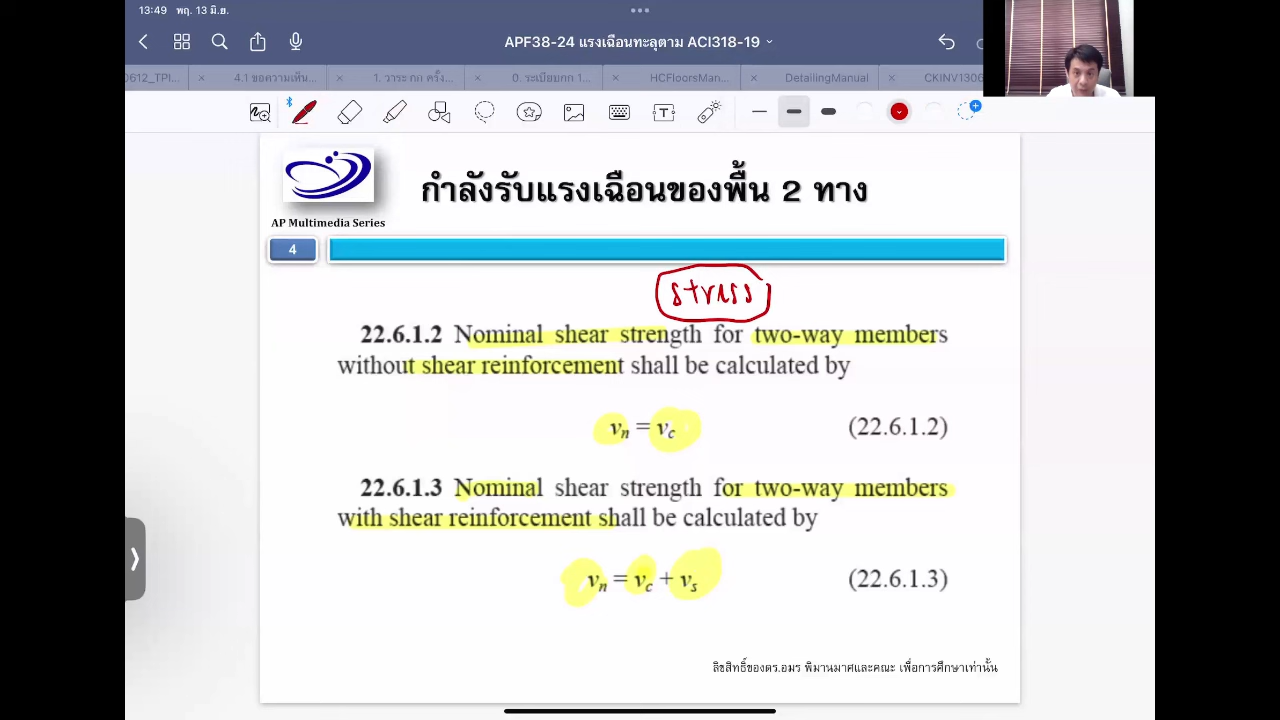 13:49 พฤ. 13 มิ.ย.
APF38-24 แรงเฉือนทะลุตาม ACI318-19
0612_TPI...
4.1 ขอความเห็น...
1. วาระ กก ครั้ง...
0. ระเบียบกก 1...
HCFloorsMan...
DetailingManual
CKINV1306
กำลังรับแรงเฉือนของพื้น 2 ทาง
AP Multimedia Series
4
stress
22.6.1.2 Nominal shear strength for two-way members
without shear reinforcement shall be calculated by
vn = vc (22.6.1.2)
22.6.1.3 Nominal shear strength for two-way members
with shear reinforcement shall be calculated by
vn = vc + vs (22.6.1.3)
ลิขสิทธิ์ของดร.อมร พิมานมาศและคณะ เพื่อการศึกษาเท่านั้น